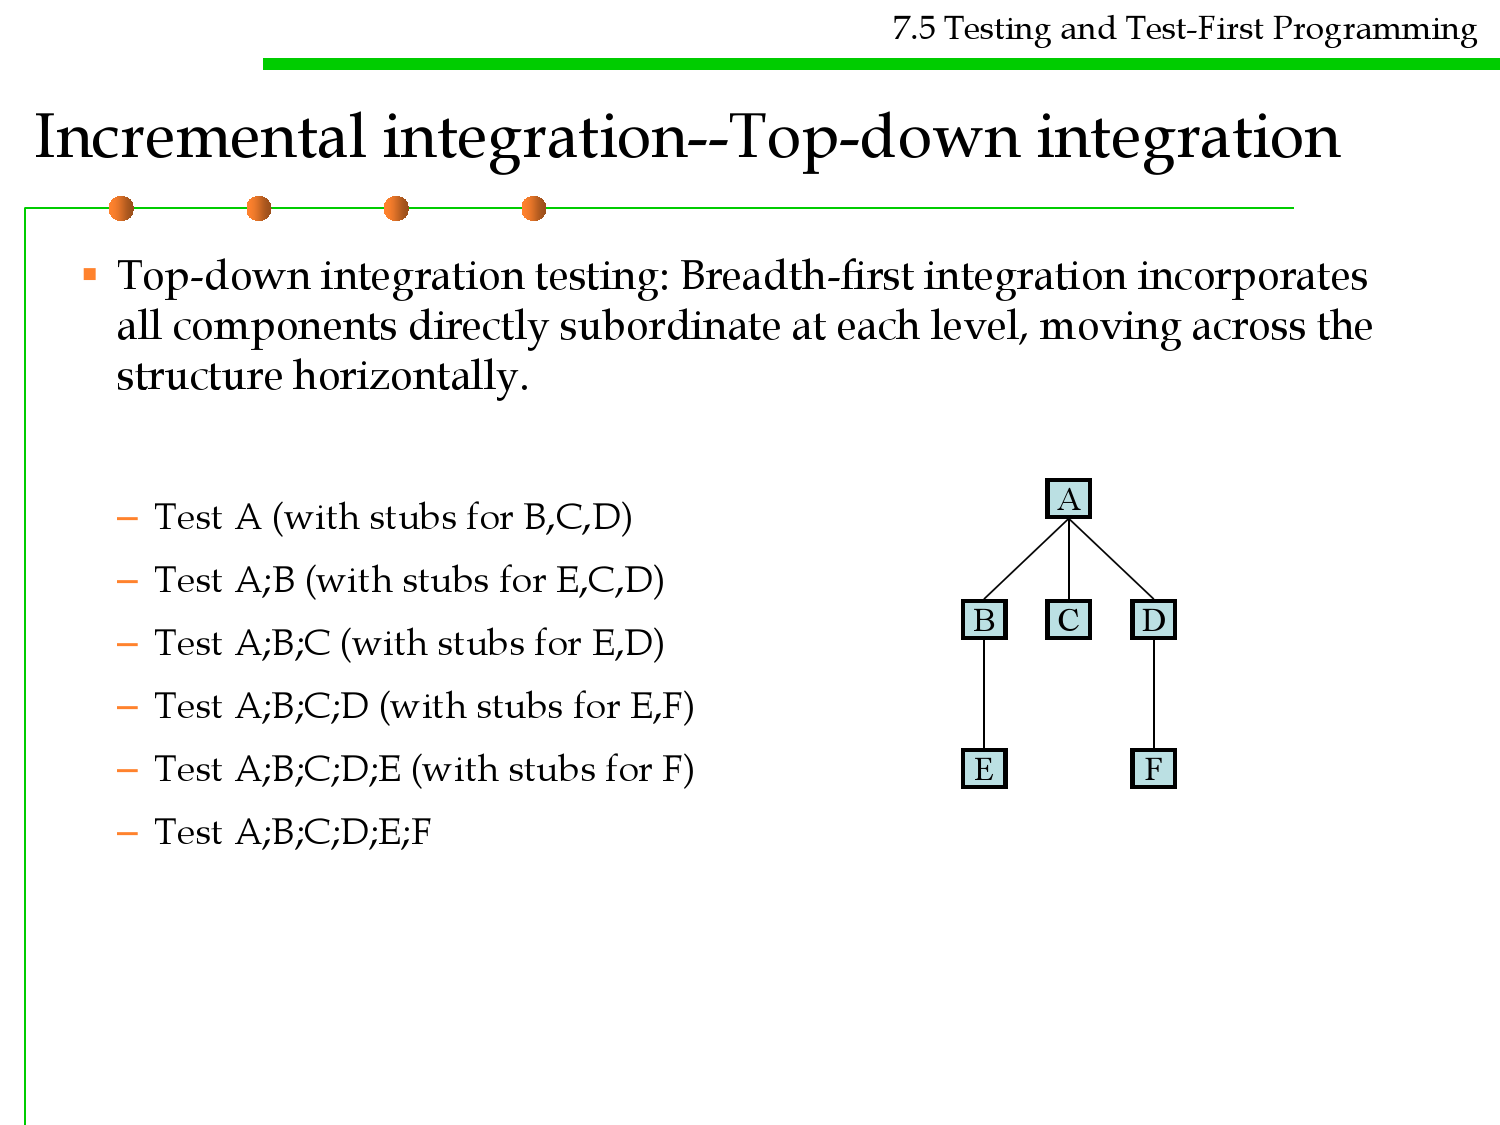 7.5 Testing and Test-First Programming
Incremental integration--Top-down integration
▪ Top-down integration testing: Breadth-first integration incorporates
all components directly subordinate at each level, moving across the
structure horizontally.
– Test A (with stubs for B,C,D)
– Test A;B (with stubs for E,C,D)
– Test A;B;C (with stubs for E,D)
– Test A;B;C;D (with stubs for E,F)
– Test A;B;C;D;E (with stubs for F)
– Test A;B;C;D;E;F
A
B C D
E F